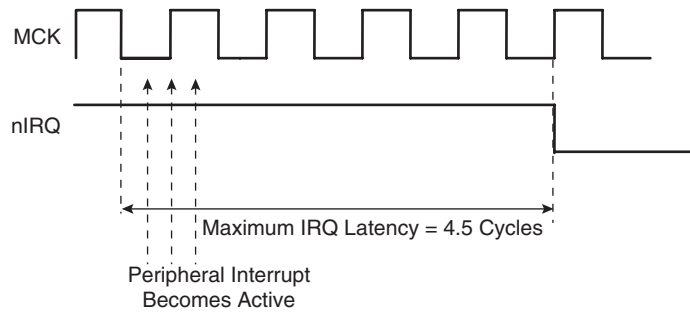 MCK
nIRQ
Maximum IRQ Latency = 4.5 Cycles
Peripheral Interrupt
Becomes Active